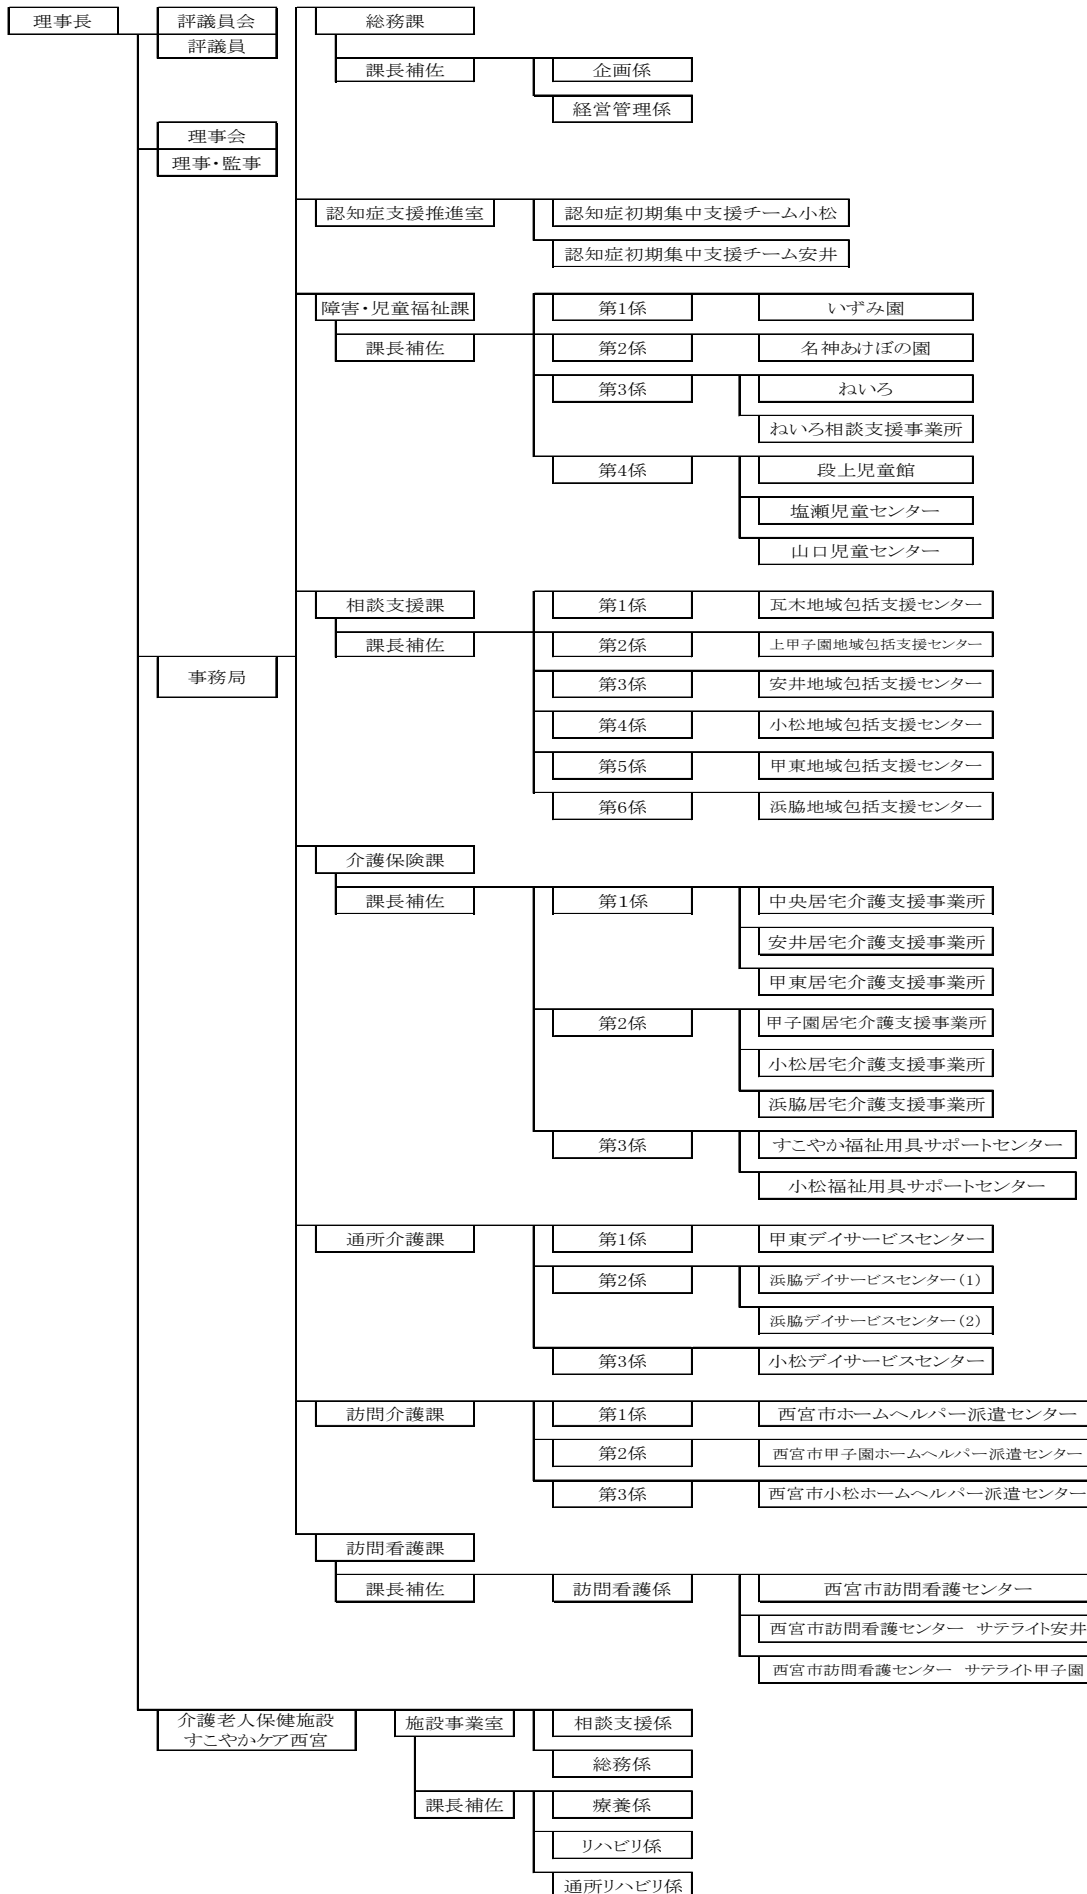 理事長
評議員会
評議員
理事会
理事・監事
総務課
課長補佐
企画係
経営管理係
認知症支援推進室
認知症初期集中支援チーム小松
認知症初期集中支援チーム安井
障害・児童福祉課
第1係
いずみ園
課長補佐
第2係
名神あけぼの園
第3係
ねいろ
ねいろ相談支援事業所
第4係
段上児童館
塩瀬児童センター
山口児童センター
相談支援課
第1係
瓦木地域包括支援センター
課長補佐
第2係
上甲子園地域包括支援センター
事務局
第3係
安井地域包括支援センター
第4係
小松地域包括支援センター
第5係
甲東地域包括支援センター
第6係
浜脇地域包括支援センター
介護保険課
課長補佐
第1係
中央居宅介護支援事業所
安井居宅介護支援事業所
甲東居宅介護支援事業所
第2係
甲子園居宅介護支援事業所
小松居宅介護支援事業所
浜脇居宅介護支援事業所
第3係
すこやか福祉用具サポートセンター
小松福祉用具サポートセンター
通所介護課
第1係
甲東デイサービスセンター
第2係
浜脇デイサービスセンター(1)
浜脇デイサービスセンター(2)
第3係
小松デイサービスセンター
訪問介護課
第1係
西宮市ホームヘルパー派遣センター
第2係
西宮市甲子園ホームヘルパー派遣センター
第3係
西宮市小松ホームヘルパー派遣センター
訪問看護課
課長補佐
訪問看護係
西宮市訪問看護センター
西宮市訪問看護センター サテライト安井
西宮市訪問看護センター サテライト甲子園
介護老人保健施設
すこやかケア西宮
施設事業室
相談支援係
総務係
課長補佐
療養係
リハビリ係
通所リハビリ係